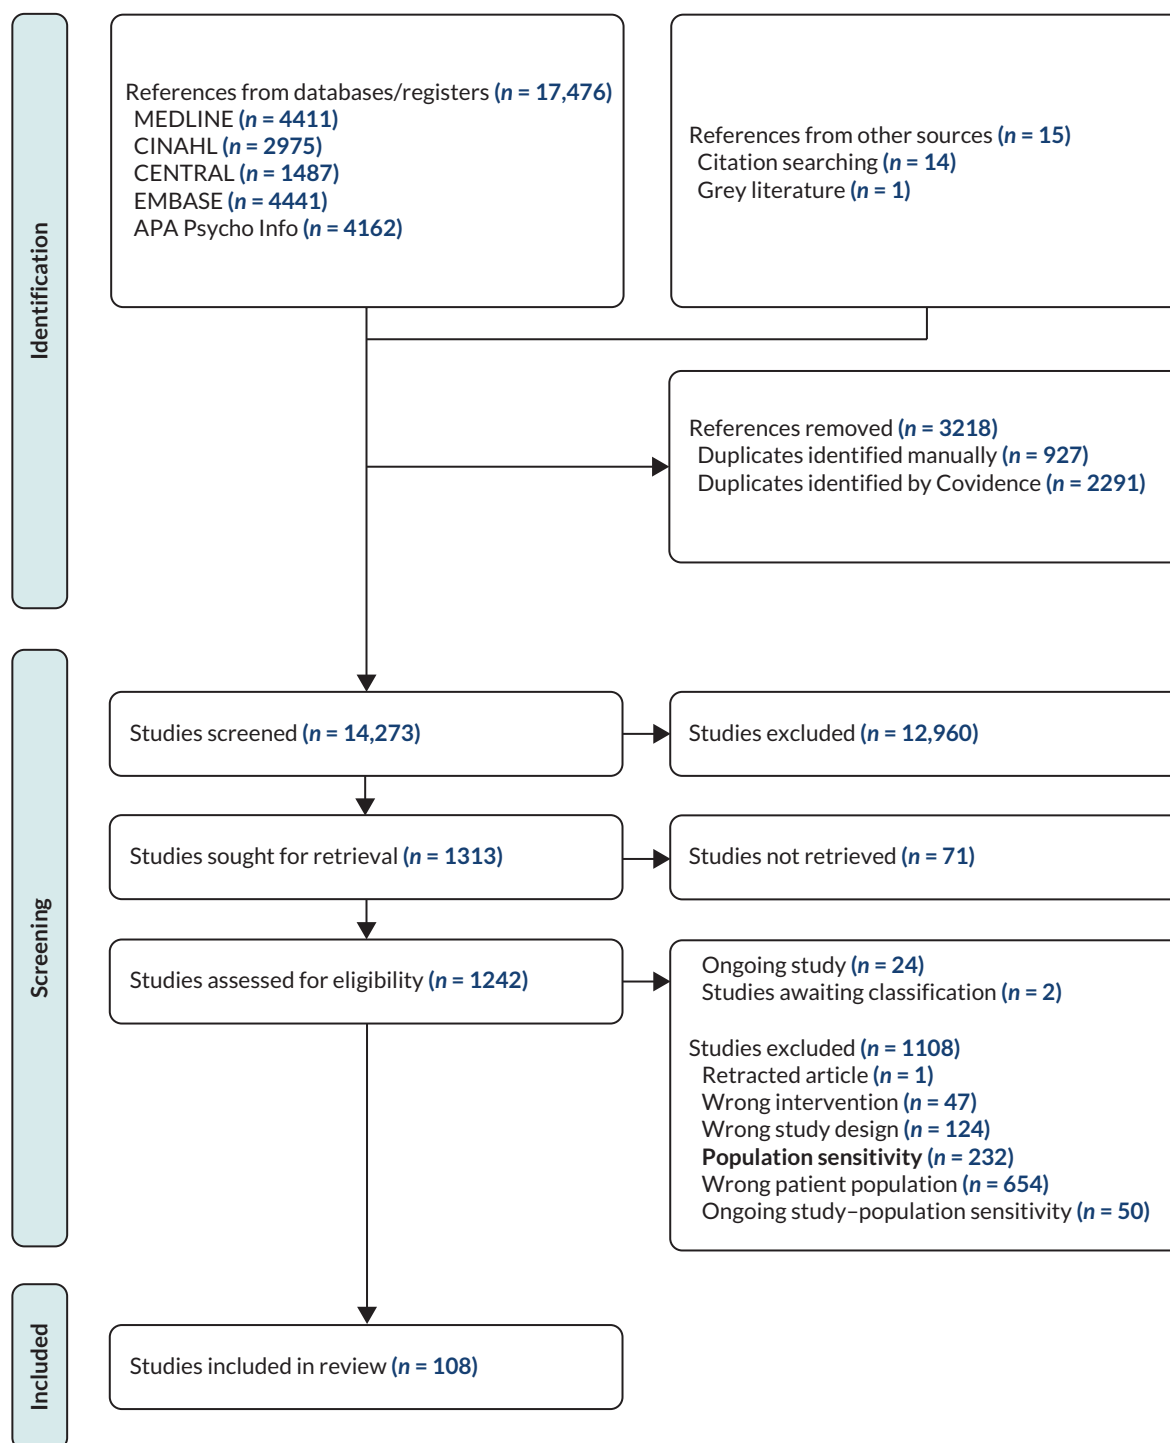 Identification
References from databases/registers (n = 17,476)
MEDLINE (n = 4411)
CINAHL (n = 2975)
CENTRAL (n = 1487)
EMBASE (n = 4441)
APA Psycho Info (n = 4162)
References from other sources (n = 15)
Citation searching (n = 14)
Grey literature (n = 1)
References removed (n = 3218)
Duplicates identified manually (n = 927)
Duplicates identified by Covidence (n = 2291)
Screening
Studies screened (n = 14,273)
Studies excluded (n = 12,960)
Studies sought for retrieval (n = 1313)
Studies not retrieved (n = 71)
Studies assessed for eligibility (n = 1242)
Ongoing study (n = 24)
Studies awaiting classification (n = 2)
Studies excluded (n = 1108)
Retracted article (n = 1)
Wrong intervention (n = 47)
Wrong study design (n = 124)
Population sensitivity (n = 232)
Wrong patient population (n = 654)
Ongoing study–population sensitivity (n = 50)
Included
Studies included in review (n = 108)